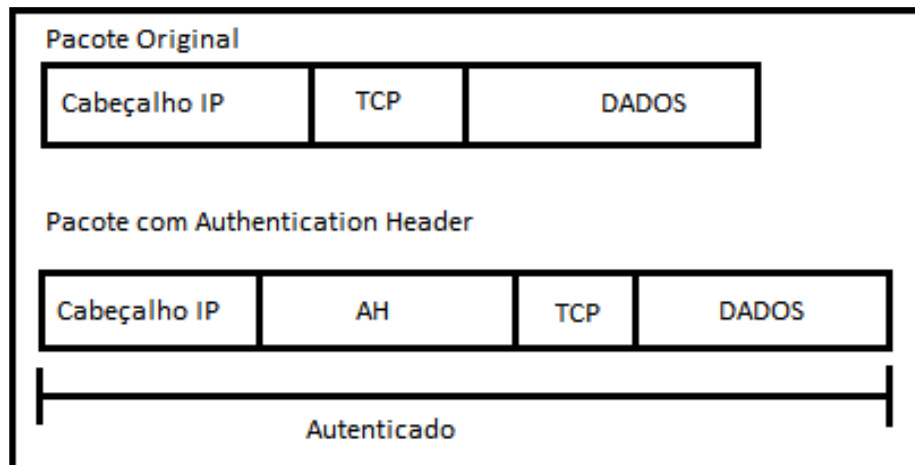 Pacote Original
Cabeçalho IP TCP DADOS
Pacote com Authentication Header
Cabeçalho IP AH TCP DADOS
Autenticado